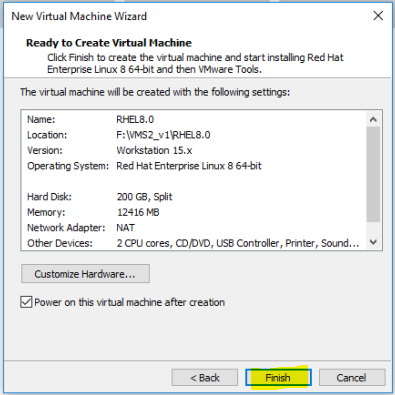 New Virtual Machine Wizard
Ready to Create Virtual Machine
Click Finish to create the virtual machine and start installing Red Hat
Enterprise Linux 8 64-bit and then VMware Tools.
The virtual machine will be created with the following settings:
Name: RHEL8.0
Location: F:\VMS2_v1\RHEL8.0
Version: Workstation 15.x
Operating System: Red Hat Enterprise Linux 8 64-bit
Hard Disk: 200 GB, Split
Memory: 12416 MB
Network Adapter: NAT
Other Devices: 2 CPU cores, CD/DVD, USB Controller, Printer, Sound...
Customize Hardware...
Power on this virtual machine after creation
< Back Finish Cancel